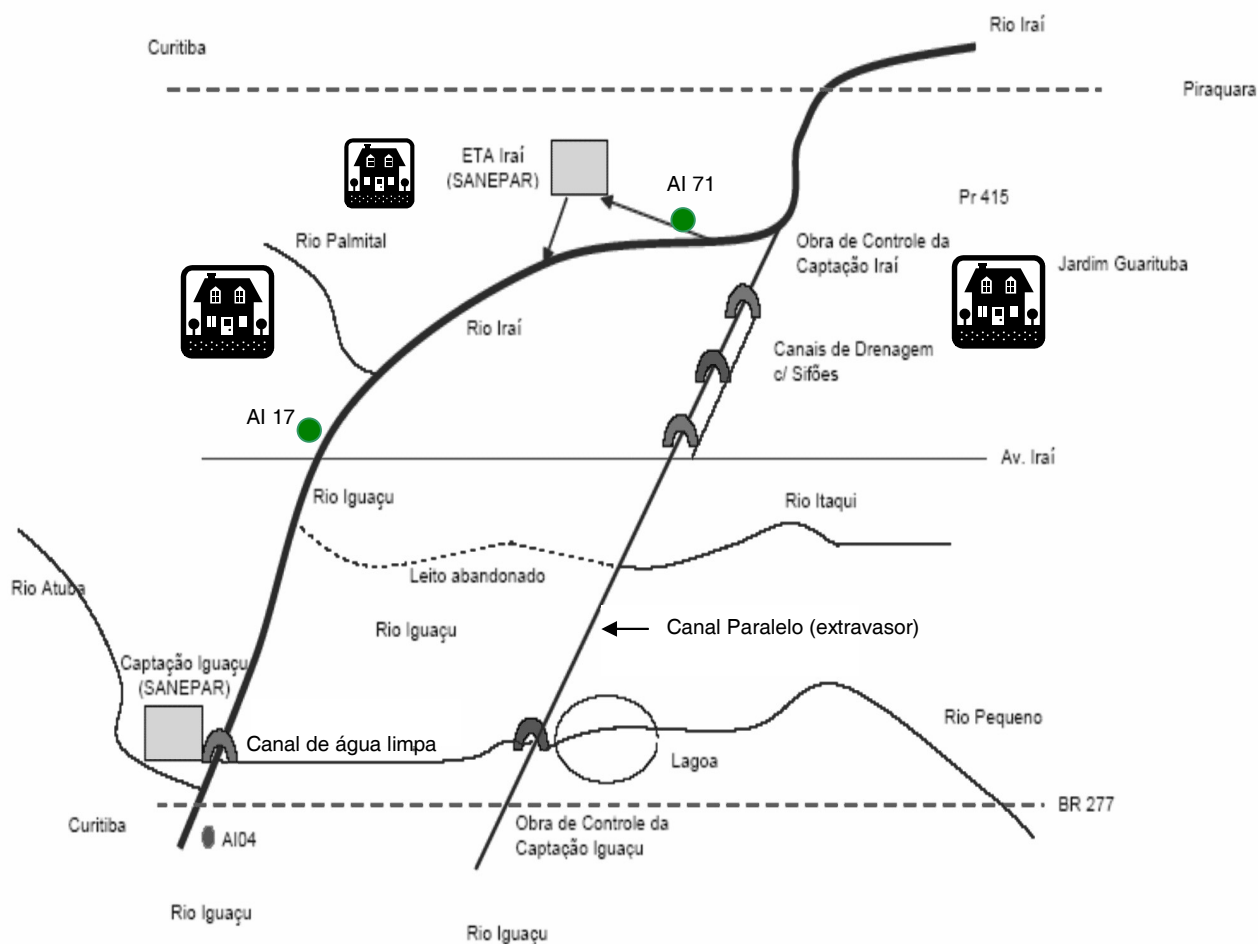 Rio Iraí
Curitiba
Piraquara
ETA Iraí
(SANEPAR)
AI 71
Pr 415
Rio Palmital
Obra de Controle da
Captação Iraí
Jardim Guarituba
Rio Iraí
Canais de Drenagem
c/ Sifões
AI 17
Av. Iraí
Rio Iguaçu
Rio Itaqui
Leito abandonado
Rio Atuba
Rio Iguaçu
Canal Paralelo (extravasor)
Captação Iguaçu
(SANEPAR)
Rio Pequeno
Canal de água limpa
Lagoa
BR 277
Curitiba
AI04
Obra de Controle da
Captação Iguaçu
Rio Iguaçu
Rio Iguaçu